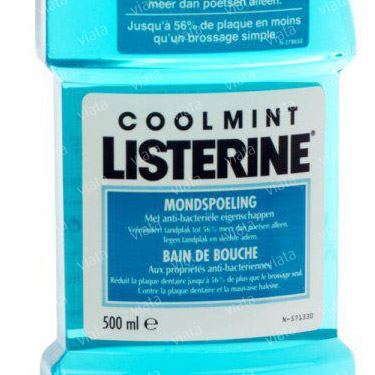 meer dan poetsen alleen.
Jusqu'à 56% de plaque en moins
qu'un brossage simple.
N-378632
COOLMINT
LISTERINE®
MONDSPOELING
Met anti-bacteriële eigenschappen
Vermindert tandplak tot 56% meer dan poetsen alleen.
Tegen tandplak en slechte adem.
BAIN DE BOUCHE
Aux propriétés anti-bactériennes.
Réduit la plaque dentaire jusqu'à 56% de plus que le brossage seul.
Contre la plaque dentaire et la mauvaise haleine.
500 ml e
N-371330
viata